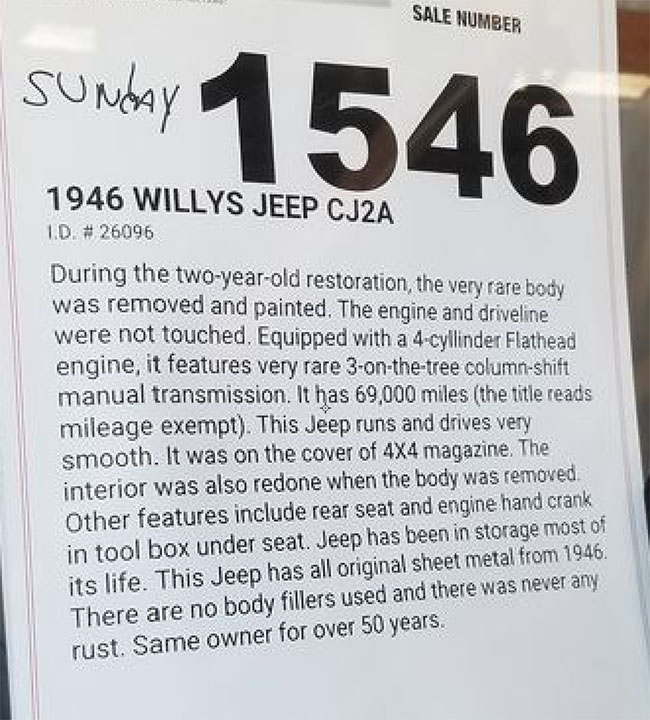 SALE NUMBER
SUNDAY 1546
1946 WILLYS JEEP CJ2A
I.D. # 26096
During the two-year-old restoration, the very rare body
was removed and painted. The engine and driveline
were not touched. Equipped with a 4-cyllinder Flathead
engine, it features very rare 3-on-the-tree column-shift
manual transmission. It has 69,000 miles (the title reads
mileage exempt). This Jeep runs and drives very
smooth. It was on the cover of 4X4 magazine. The
interior was also redone when the body was removed.
Other features include rear seat and engine hand crank
in tool box under seat. Jeep has been in storage most of
its life. This Jeep has all original sheet metal from 1946.
There are no body fillers used and there was never any
rust. Same owner for over 50 years.